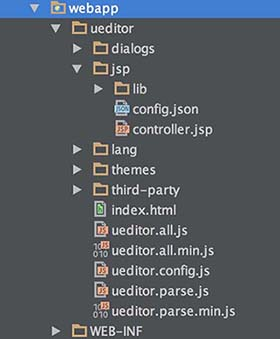 webapp
ueditor
dialogs
jsp
lib
config.json
controller.jsp
lang
themes
third-party
index.html
ueditor.all.js
ueditor.all.min.js
ueditor.config.js
ueditor.parse.js
ueditor.parse.min.js
WEB-INF